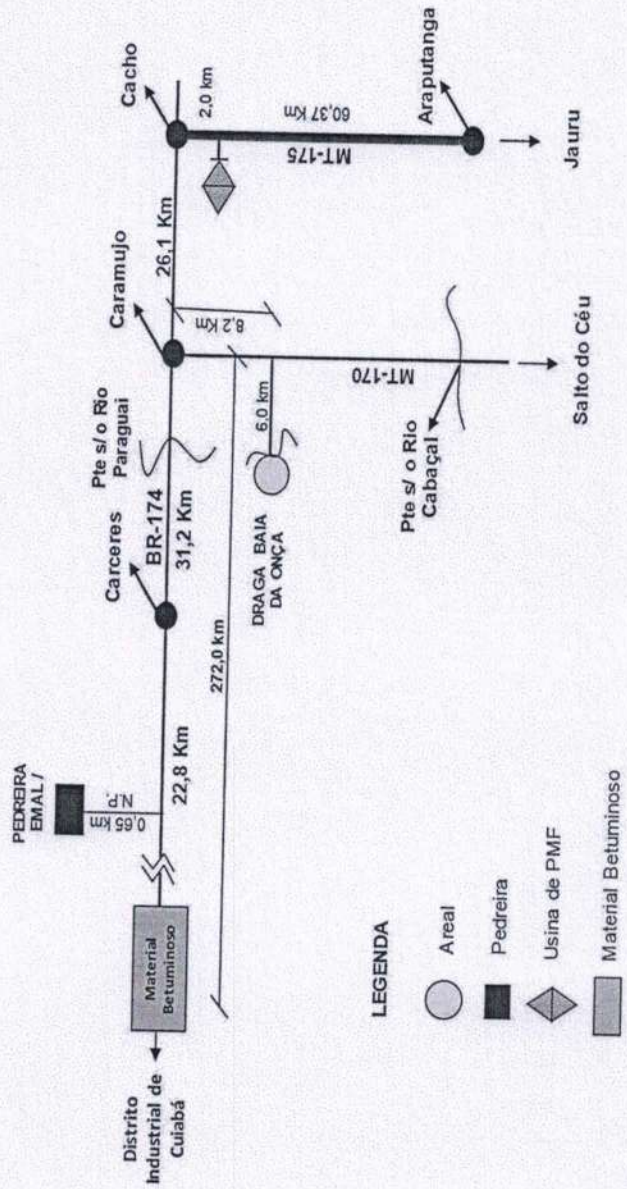 PEDREIRA
EMAL /
0,65 km
N.P.
Material
Betuminoso
Distrito
Industrial de
Cuiabá
22,8 Km
Carceres
BR-174
31,2 Km
Pte s/ o Rio
Paraguai
Caramujo
26,1 Km
Cacho
2,0 km
272,0 km
8,2 Km
6,0 km
DRAGA BAIA
DA ONÇA
MT-170
Pte s/ o Rio
Cabaçal
Salto do Céu
MT-175
60,37 Km
Araputanga
Jauru
LEGENDA
Areal
Pedreira
Usina de PMF
Material Betuminoso